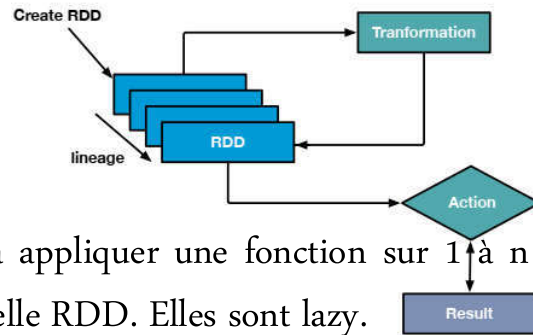 Create RDD
Tranformation
RDD
lineage
Action
appliquer une fonction sur 1 à n
elle RDD. Elles sont lazy.
Result